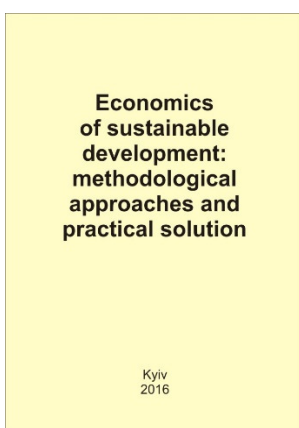 Economics
of sustainable
development:
methodological
approaches and
practical solution
Kyiv
2016